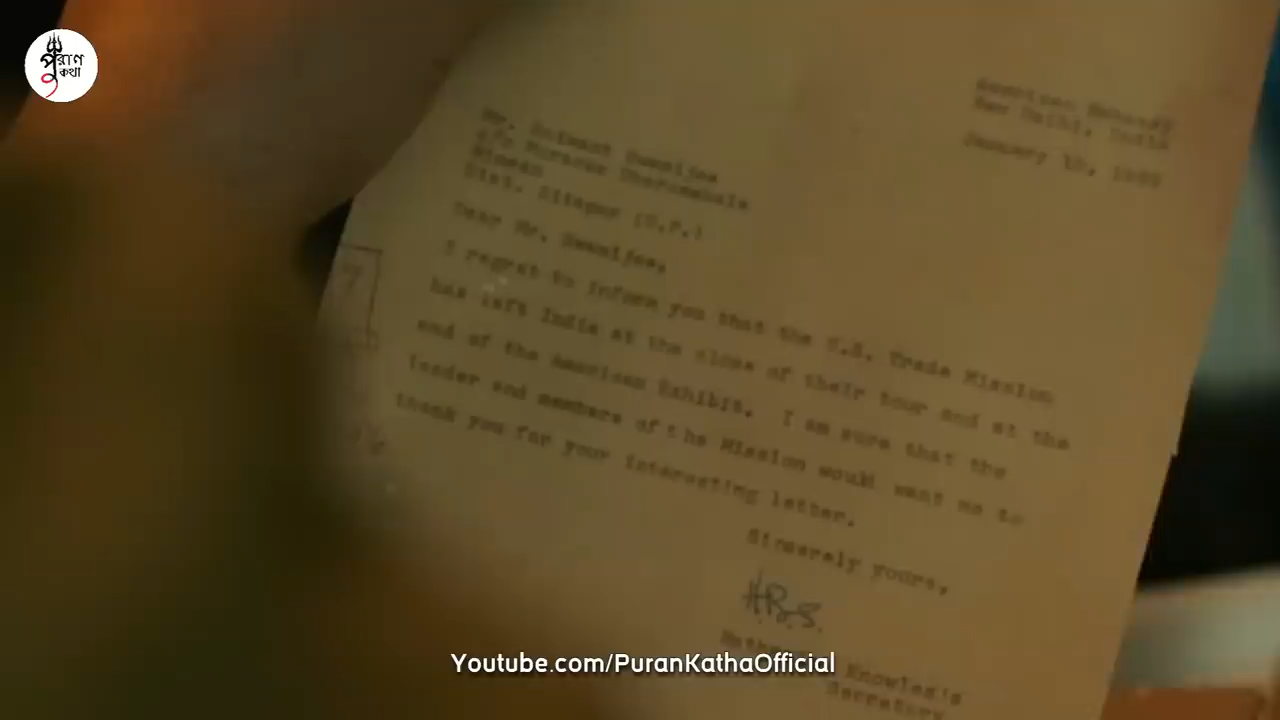 পুরাণ
কথা
American Embassy
New Delhi, India
January
Mr.
c/o
Dist. Sitapur (U.P.)
Dear Mr.
I regret to inform you that the U.S. Trade Mission
has left India at the close of their tour and at the
end of the American Exhibit. I am sure that the
leader and members of the Mission would want me to
thank you for your interesting letter.
Sincerely yours,
H.B.S.
Knowles's
Secretary
Youtube.com/PuranKathaOfficial